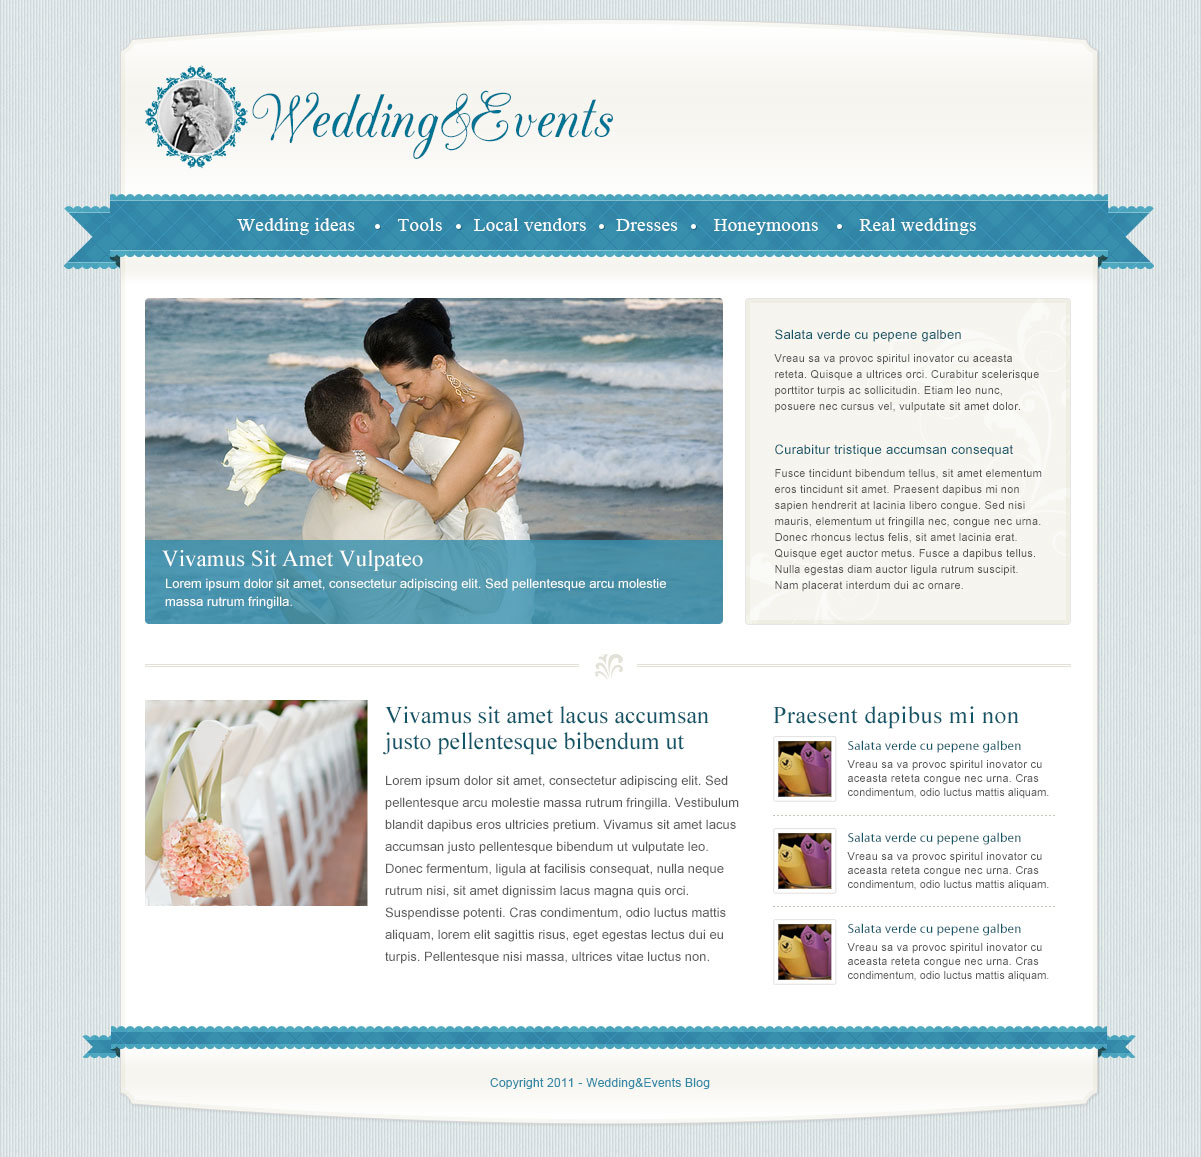 Wedding&Events
Wedding ideas • Tools • Local vendors • Dresses • Honeymoons • Real weddings
Vivamus Sit Amet Vulpateo
Lorem ipsum dolor sit amet, consectetur adipiscing elit. Sed pellentesque arcu molestie
massa rutrum fringilla.
Salata verde cu pepene galben
Vreau sa va provoc spiritul inovator cu aceasta
reteta. Quisque a ultrices orci. Curabitur scelerisque
porttitor turpis ac sollicitudin. Etiam leo nunc,
posuere nec cursus vel, vulputate sit amet dolor.
Curabitur tristique accumsan consequat
Fusce tincidunt bibendum tellus, sit amet elementum
eros tincidunt sit amet. Praesent dapibus mi non
sapien hendrerit at lacinia libero congue. Sed nisi
mauris, elementum ut fringilla nec, congue nec urna.
Donec rhoncus lectus felis, sit amet lacinia erat.
Quisque eget auctor metus. Fusce a dapibus tellus.
Nulla egestas diam auctor ligula rutrum suscipit.
Nam placerat interdum dui ac ornare.
Vivamus sit amet lacus accumsan
justo pellentesque bibendum ut
Lorem ipsum dolor sit amet, consectetur adipiscing elit. Sed
pellentesque arcu molestie massa rutrum fringilla. Vestibulum
blandit dapibus eros ultricies pretium. Vivamus sit amet lacus
accumsan justo pellentesque bibendum ut vulputate leo.
Donec fermentum, ligula at facilisis consequat, nulla neque
rutrum nisi, sit amet dignissim lacus magna quis orci.
Suspendisse potenti. Cras condimentum, odio luctus mattis
aliquam, lorem elit sagittis risus, eget egestas lectus dui eu
turpis. Pellentesque nisi massa, ultrices vitae luctus non.
Praesent dapibus mi non
Salata verde cu pepene galben
Vreau sa va provoc spiritul inovator cu
aceasta reteta congue nec urna. Cras
condimentum, odio luctus mattis aliquam.
Salata verde cu pepene galben
Vreau sa va provoc spiritul inovator cu
aceasta reteta congue nec urna. Cras
condimentum, odio luctus mattis aliquam.
Salata verde cu pepene galben
Vreau sa va provoc spiritul inovator cu
aceasta reteta congue nec urna. Cras
condimentum, odio luctus mattis aliquam.
Copyright 2011 - Wedding&Events Blog